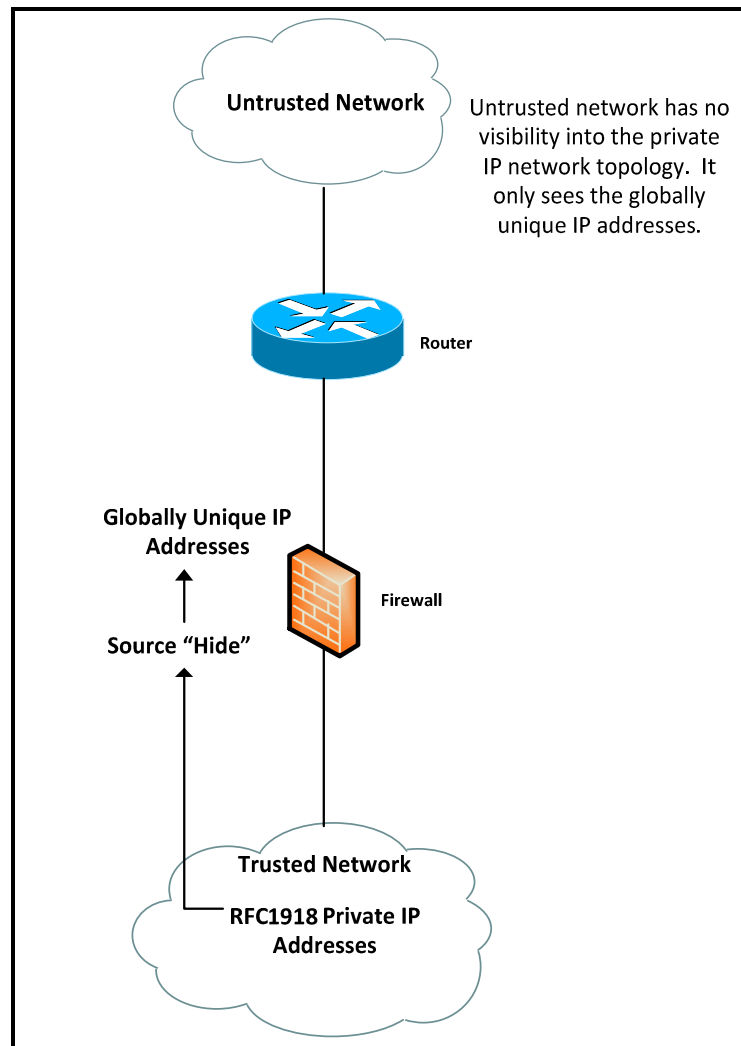 Untrusted Network
Untrusted network has no
visibility into the private
IP network topology.  It
only sees the globally
unique IP addresses.
Router
Globally Unique IP
Addresses
Firewall
Source “Hide”
Trusted Network
RFC1918 Private IP
Addresses